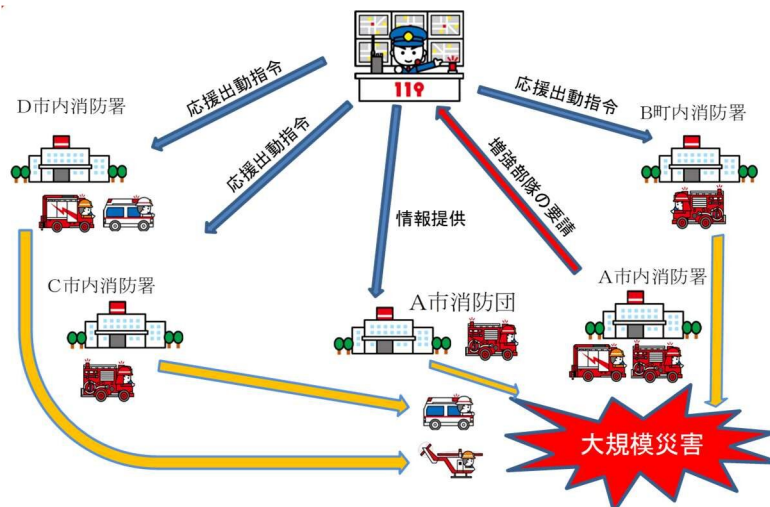 119
応援出動指令
応援出動指令
応援出動指令
増強部隊の要請
情報提供
D市内消防署
B町内消防署
C市内消防署
A市消防団
A市内消防署
大規模災害